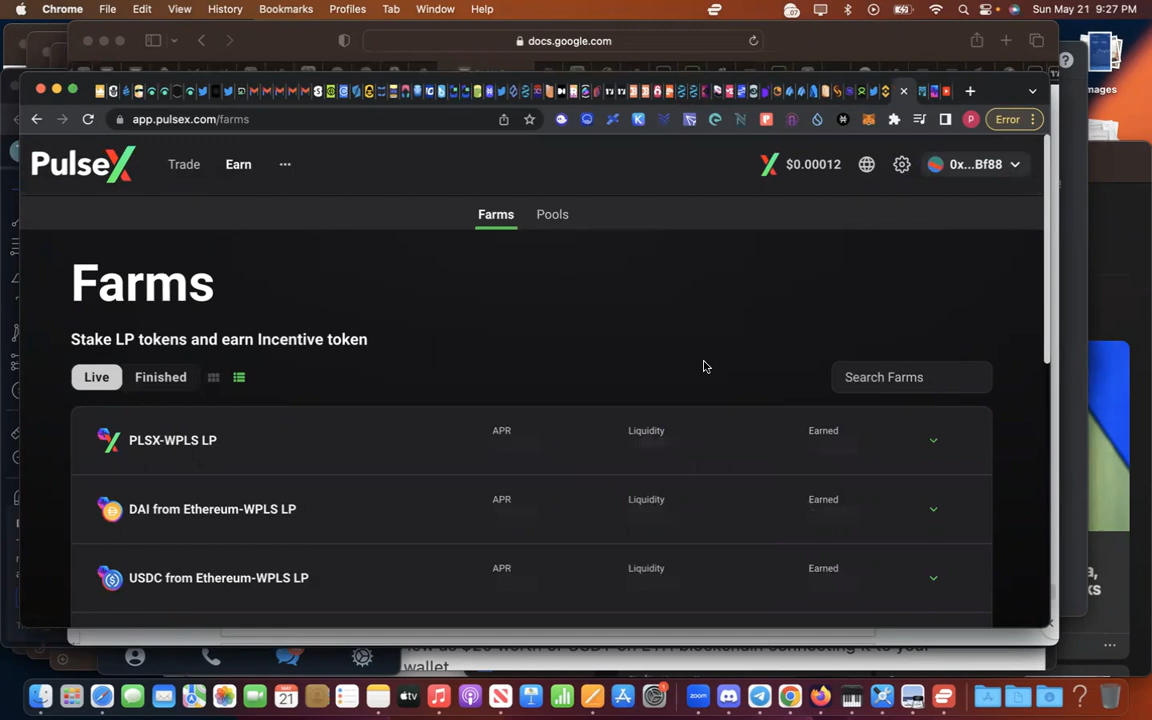 Chrome File Edit View History Bookmarks Profiles Tab Window Help
Sun May 21 9:27 PM
docs.google.com
app.pulsex.com/farms
Error
PulseX
Trade Earn
$0.00012
0x...Bf88
Farms Pools
Farms
Stake LP tokens and earn Incentive token
Live Finished
Search Farms
PLSX-WPLS LP APR Liquidity Earned
DAI from Ethereum-WPLS LP APR Liquidity Earned
USDC from Ethereum-WPLS LP APR Liquidity Earned
wallet